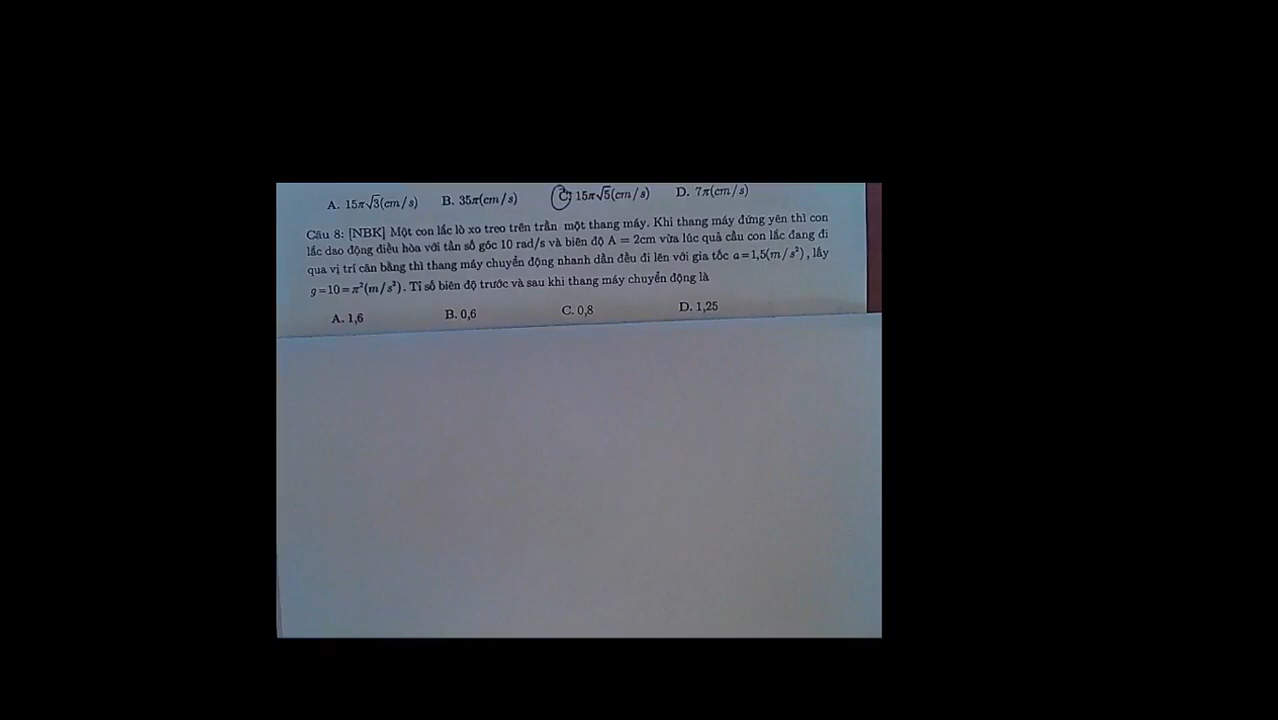 A. 15π√3(cm/s) B. 35π(cm/s) C. 15π√5(cm/s) D. 7π(cm/s)
Câu 8: [NBK] Một con lắc lò xo treo trên trần một thang máy. Khi thang máy đứng yên thì con
lắc dao động điều hòa với tần số góc 10 rad/s và biên độ A = 2cm vừa lúc quả cầu con lắc đang đi
qua vị trí cân bằng thì thang máy chuyển động nhanh dần đều đi lên với gia tốc a=1,5(m/s²), lấy
g=10=π²(m/s²). Tỉ số biên độ trước và sau khi thang máy chuyển động là
A. 1,6 B. 0,6 C. 0,8 D. 1,25